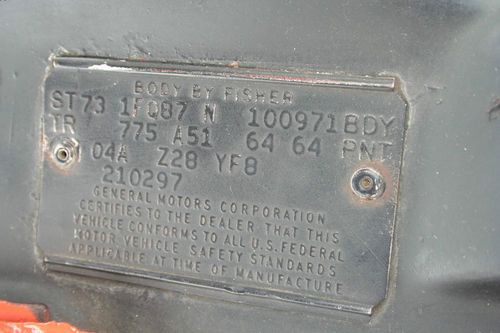 BODY BY FISHER
ST73 1FQ87 N 100971 BDY
TR 775 A51 64 64 PNT
04A Z28 YF8
210297
GENERAL MOTORS CORPORATION
CERTIFIES TO THE DEALER THAT THIS
VEHICLE CONFORMS TO ALL U.S. FEDERAL
MOTOR VEHICLE SAFETY STANDARDS
APPLICABLE AT TIME OF MANUFACTURE